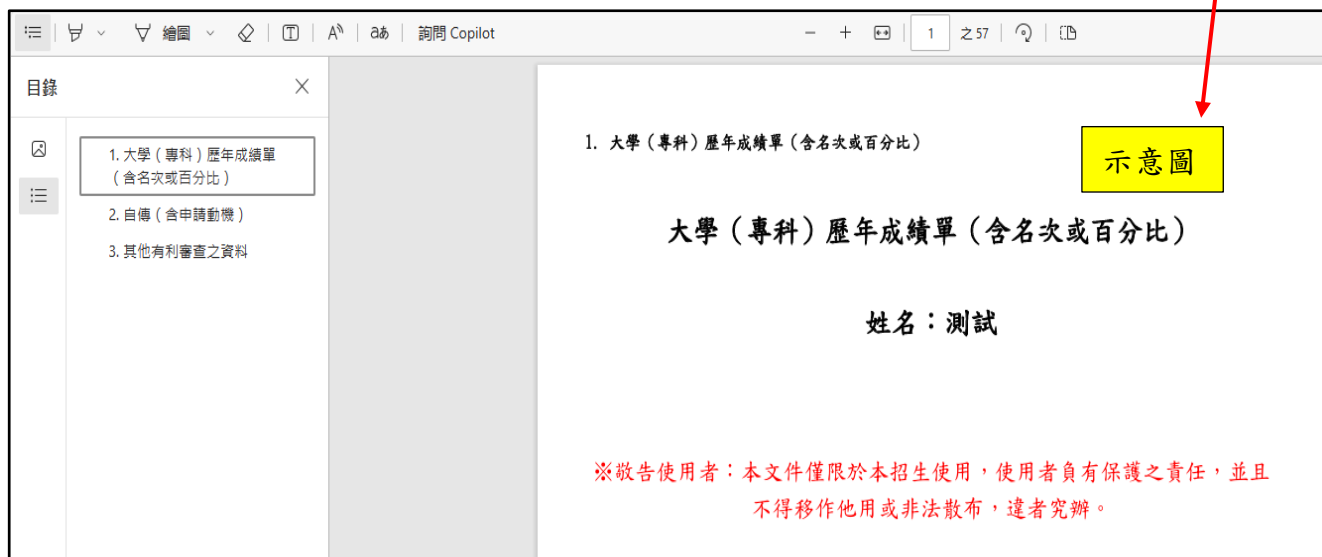 繪圖
aあ
詢問 Copilot
1
之 57
目錄
1. 大學（專科）歷年成績單
（含名次或百分比）
2. 自傳（含申請動機）
3. 其他有利審查之資料
1. 大學（專科）歷年成績單（含名次或百分比）
示意圖
大學（專科）歷年成績單（含名次或百分比）
姓名：測試
※敬告使用者：本文件僅限於本招生使用，使用者負有保護之責任，並且
不得移作他用或非法散布，違者究辦。